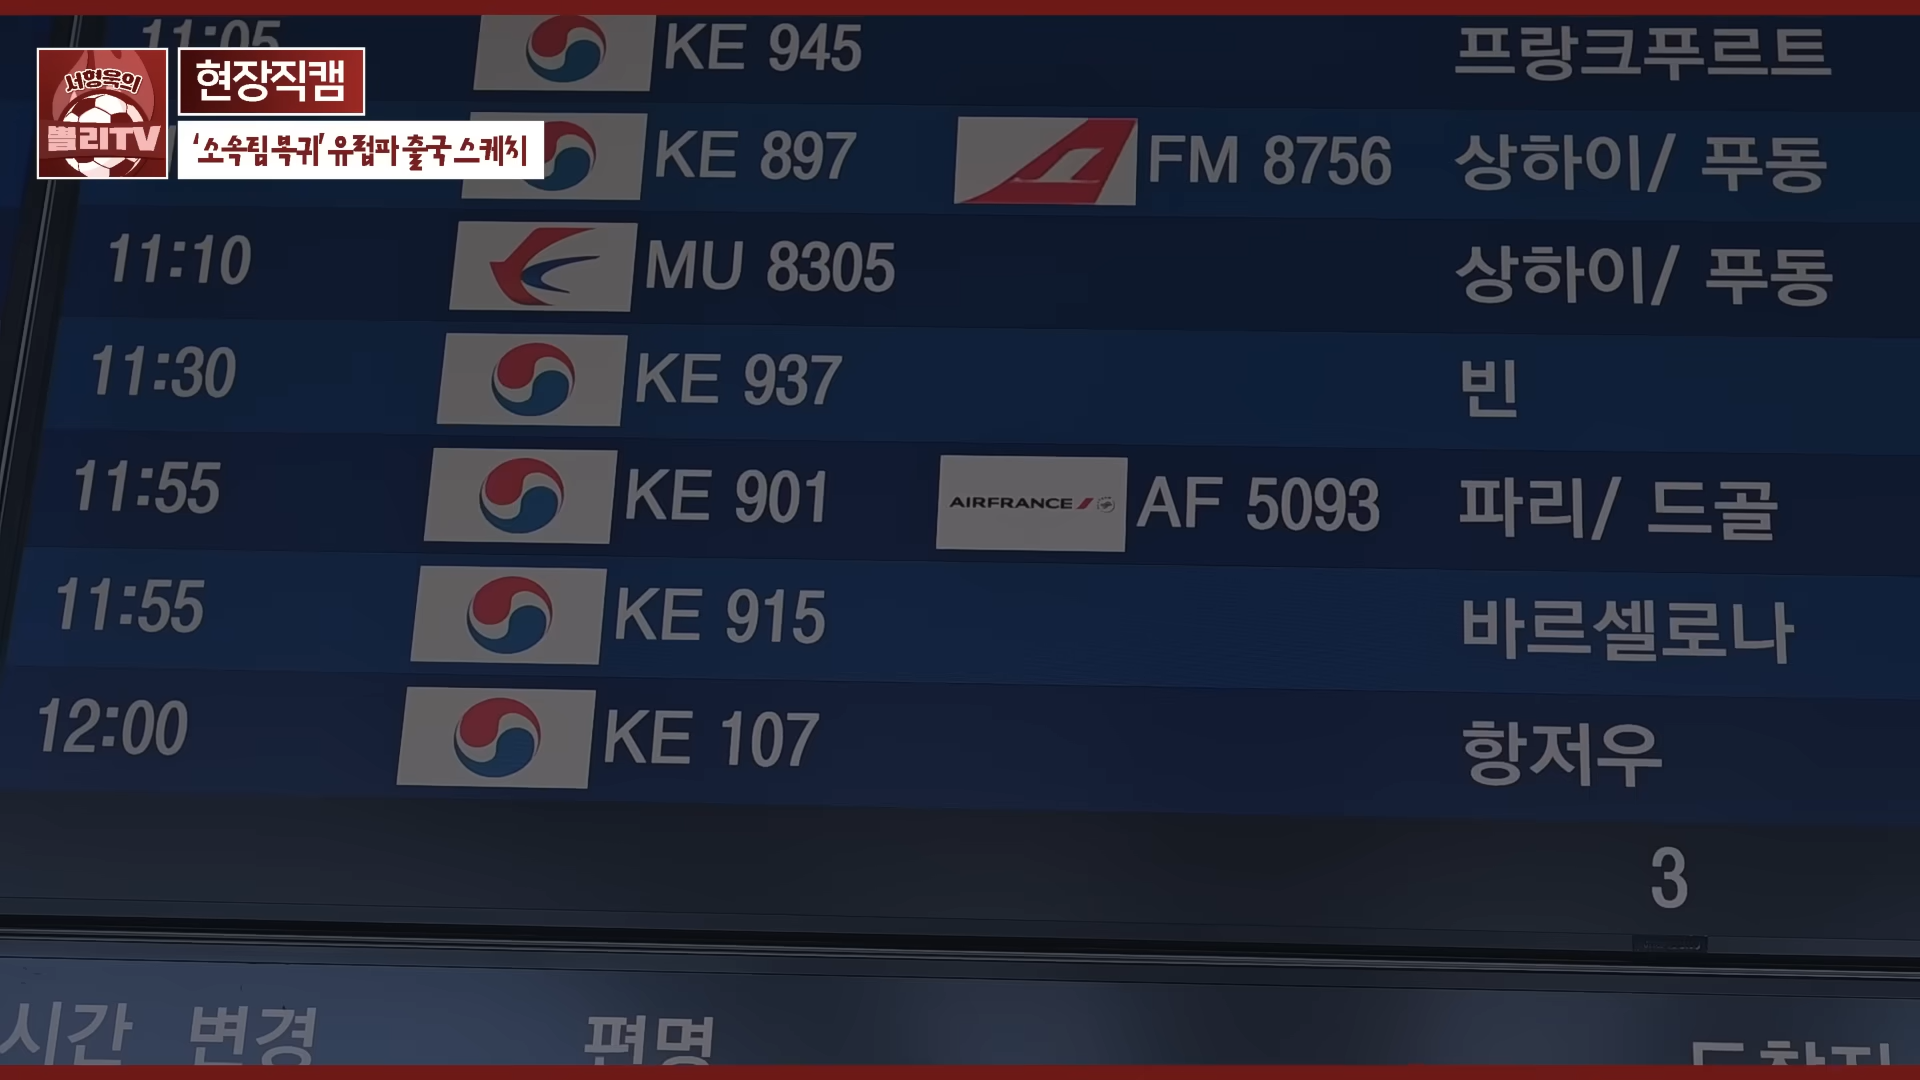 서형욱의
뽈리TV
현장직캠
'소속팀 복귀' 유럽파 출국 스케치
11:05 KE 945 프랑크푸르트
KE 897 FM 8756 상하이/ 푸동
11:10 MU 8305 상하이/ 푸동
11:30 KE 937 빈
11:55 KE 901 AIRFRANCE AF 5093 파리/ 드골
11:55 KE 915 바르셀로나
12:00 KE 107 항저우
3
시간 변경 편명